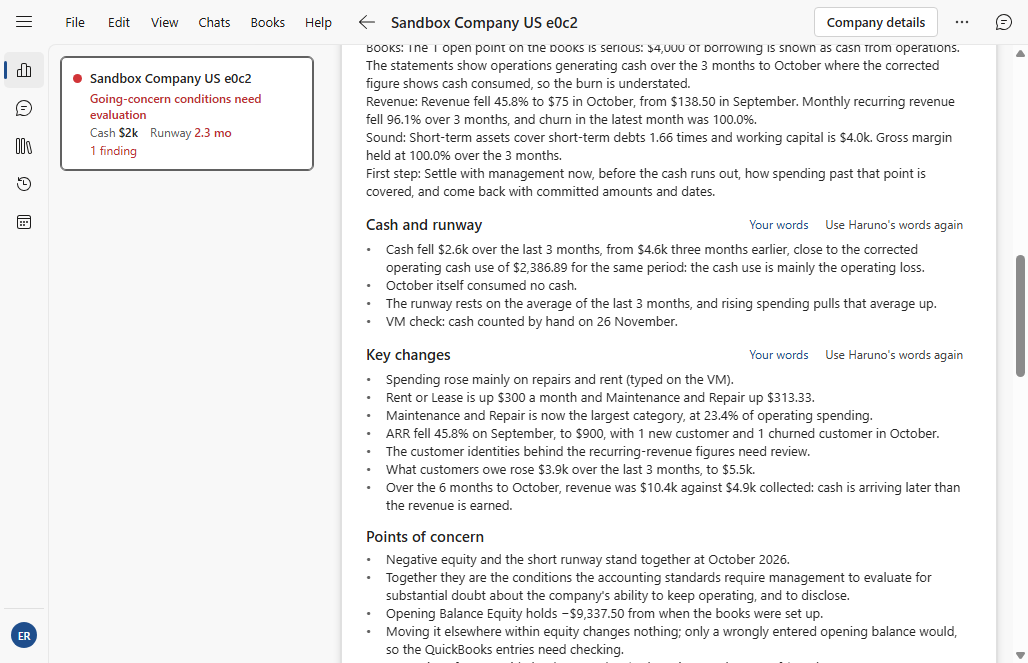 File Edit View Chats Books Help
Sandbox Company US e0c2
Company details
Sandbox Company US e0c2
Going-concern conditions need
evaluation
Cash $2k Runway 2.3 mo
1 finding
ER
Books: The 1 open point on the books is serious: $4,000 of borrowing is shown as cash from operations.
The statements show operations generating cash over the 3 months to October where the corrected
figure shows cash consumed, so the burn is understated.
Revenue: Revenue fell 45.8% to $75 in October, from $138.50 in September. Monthly recurring revenue
fell 96.1% over 3 months, and churn in the latest month was 100.0%.
Sound: Short-term assets cover short-term debts 1.66 times and working capital is $4.0k. Gross margin
held at 100.0% over the 3 months.
First step: Settle with management now, before the cash runs out, how spending past that point is
covered, and come back with committed amounts and dates.
Cash and runway Your words Use Haruno's words again
• Cash fell $2.6k over the last 3 months, from $4.6k three months earlier, close to the corrected
operating cash use of $2,386.89 for the same period: the cash use is mainly the operating loss.
• October itself consumed no cash.
• The runway rests on the average of the last 3 months, and rising spending pulls that average up.
• VM check: cash counted by hand on 26 November.
Key changes Your words Use Haruno's words again
• Spending rose mainly on repairs and rent (typed on the VM).
• Rent or Lease is up $300 a month and Maintenance and Repair up $313.33.
• Maintenance and Repair is now the largest category, at 23.4% of operating spending.
• ARR fell 45.8% on September, to $900, with 1 new customer and 1 churned customer in October.
• The customer identities behind the recurring-revenue figures need review.
• What customers owe rose $3.9k over the last 3 months, to $5.5k.
• Over the 6 months to October, revenue was $10.4k against $4.9k collected: cash is arriving later than
the revenue is earned.
Points of concern
• Negative equity and the short runway stand together at October 2026.
• Together they are the conditions the accounting standards require management to evaluate for
substantial doubt about the company's ability to keep operating, and to disclose.
• Opening Balance Equity holds −$9,337.50 from when the books were set up.
• Moving it elsewhere within equity changes nothing; only a wrongly entered opening balance would,
so the QuickBooks entries need checking.